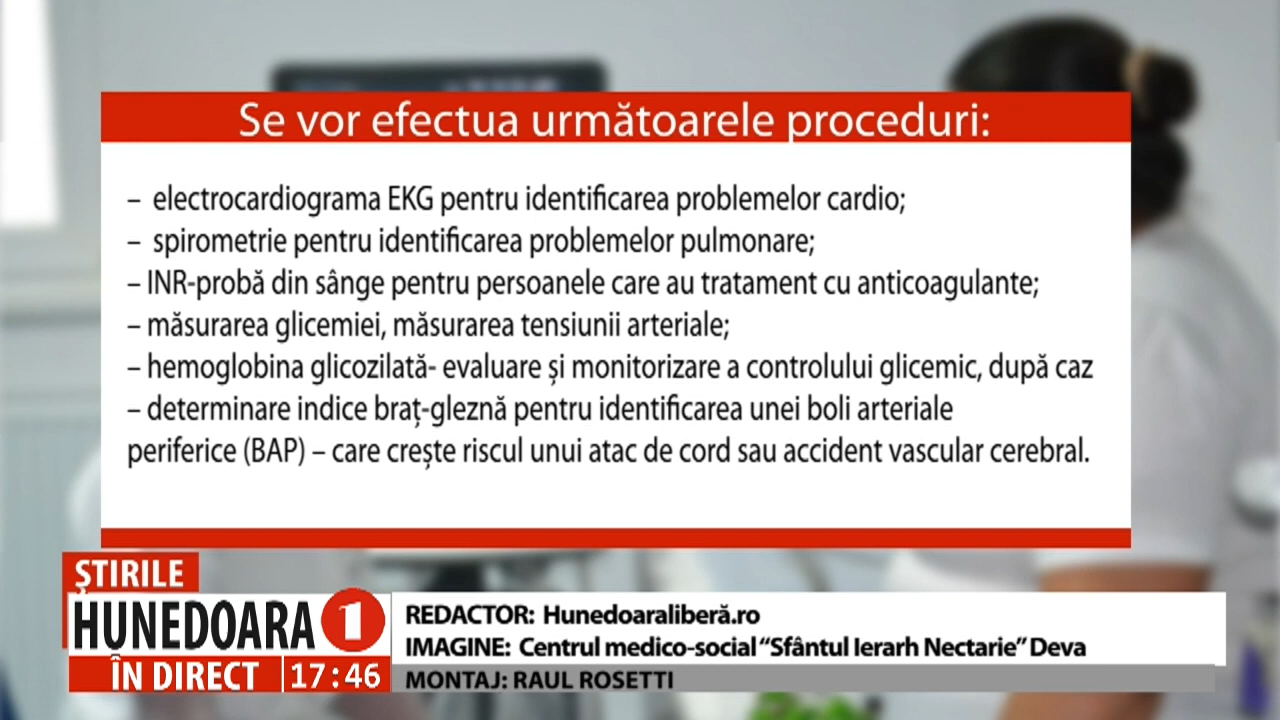 Se vor efectua următoarele proceduri:
– electrocardiograma EKG pentru identificarea problemelor cardio;
– spirometrie pentru identificarea problemelor pulmonare;
– INR-probă din sânge pentru persoanele care au tratament cu anticoagulante;
– măsurarea glicemiei, măsurarea tensiunii arteriale;
– hemoglobina glicozilată- evaluare și monitorizare a controlului glicemic, după caz
– determinare indice braț-gleznă pentru identificarea unei boli arteriale
periferice (BAP) – care crește riscul unui atac de cord sau accident vascular cerebral.
ŞTIRILE
HUNEDOARA 1
ÎN DIRECT 17:46
REDACTOR: Hunedoaraliberă.ro
IMAGINE: Centrul medico-social “Sfântul Ierarh Nectarie” Deva
MONTAJ: RAUL ROSETTI